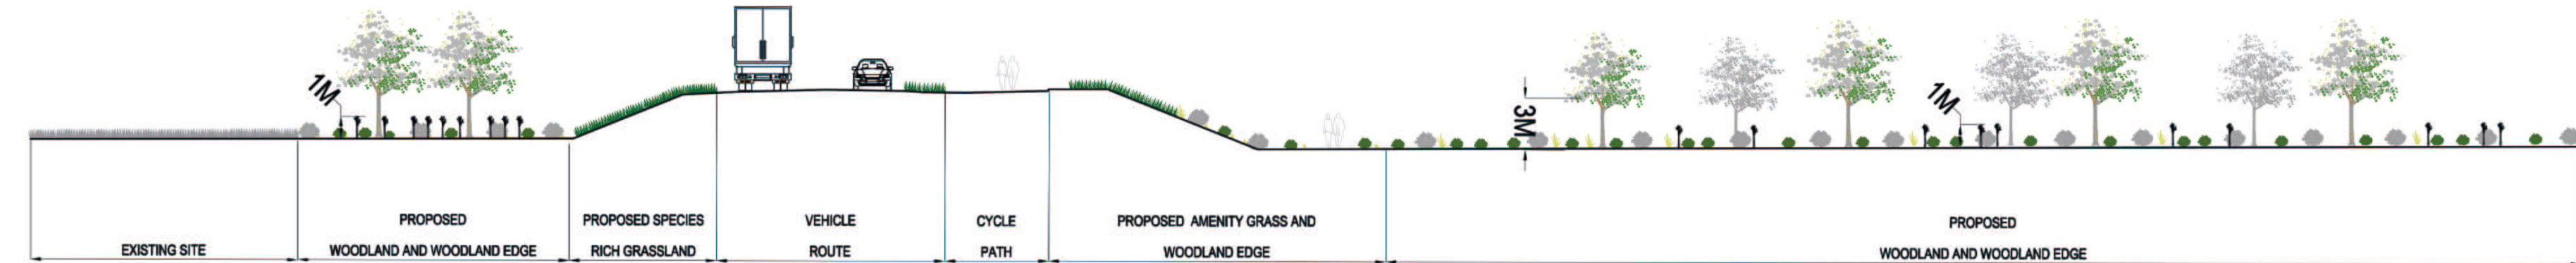 1M
3M
1M
PROPOSED
WOODLAND AND WOODLAND EDGE
PROPOSED SPECIES
RICH GRASSLAND
VEHICLE
ROUTE
CYCLE
PATH
PROPOSED AMENITY GRASS AND
WOODLAND EDGE
PROPOSED
WOODLAND AND WOODLAND EDGE
EXISTING SITE